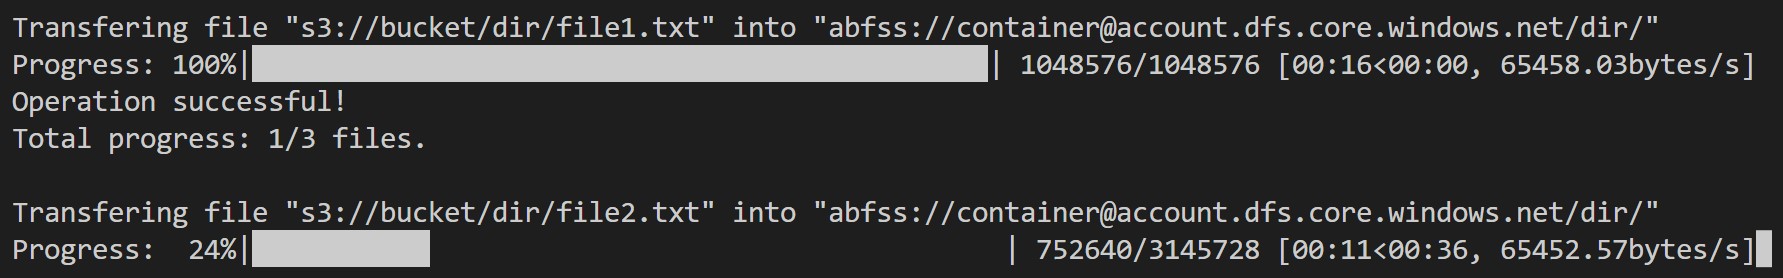 Transfering file "s3://bucket/dir/file1.txt" into "abfss://container@account.dfs.core.windows.net/dir/"
Progress: 100%| | 1048576/1048576 [00:16<00:00, 65458.03bytes/s]
Operation successful!
Total progress: 1/3 files.
Transfering file "s3://bucket/dir/file2.txt" into "abfss://container@account.dfs.core.windows.net/dir/"
Progress:  24%| | 752640/3145728 [00:11<00:36, 65452.57bytes/s]